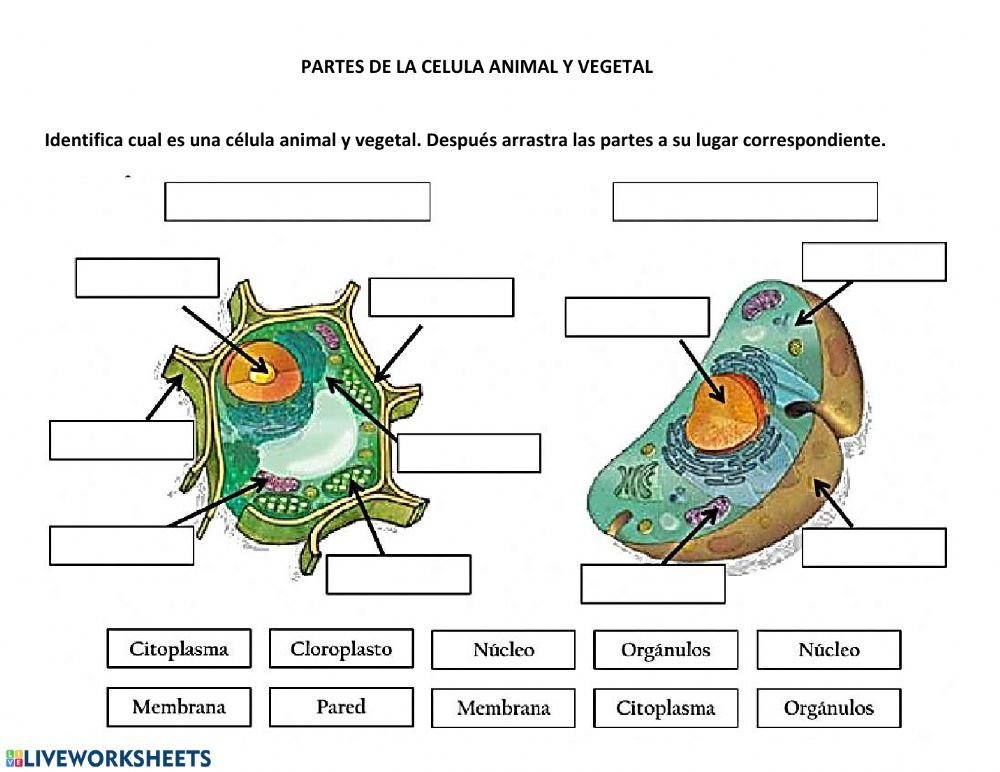 PARTES DE LA CELULA ANIMAL Y VEGETAL
Identifica cual es una célula animal y vegetal. Después arrastra las partes a su lugar correspondiente.
Citoplasma Cloroplasto Núcleo Orgánulos Núcleo
Membrana Pared Membrana Citoplasma Orgánulos
LIVEWORKSHEETS